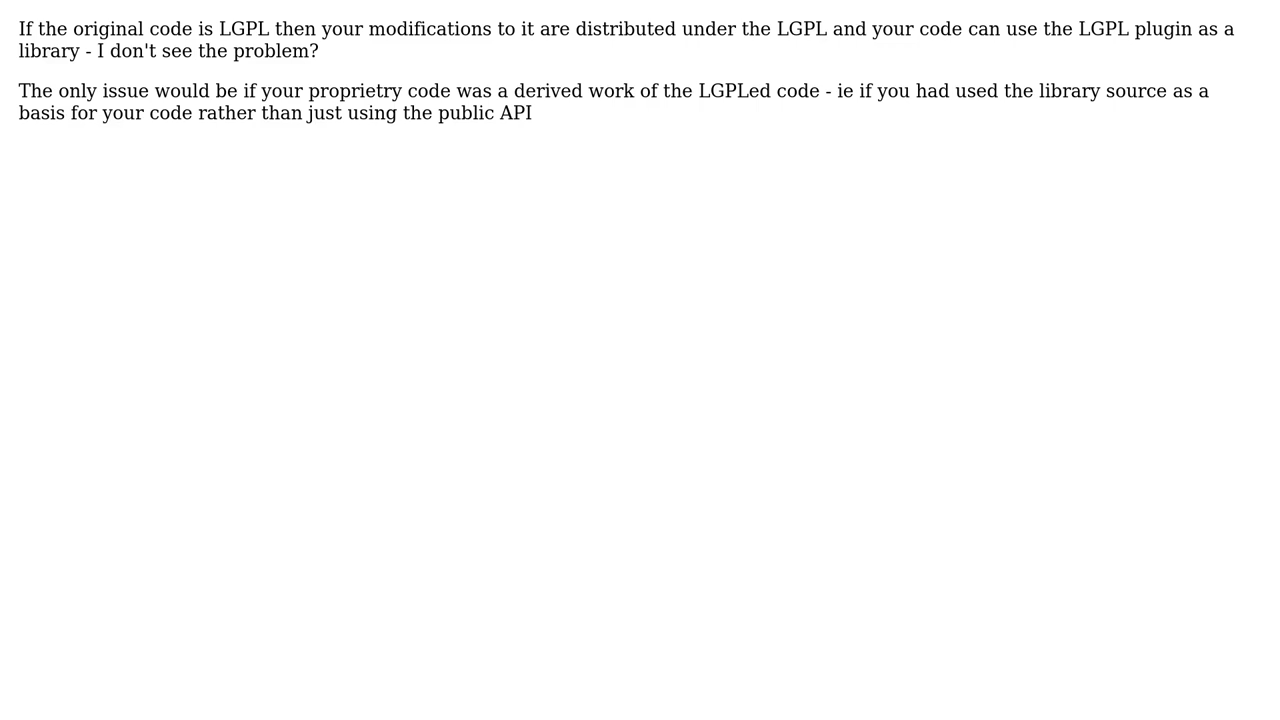 If the original code is LGPL then your modifications to it are distributed under the LGPL and your code can use the LGPL plugin as a
library - I don't see the problem?
The only issue would be if your proprietry code was a derived work of the LGPLed code - ie if you had used the library source as a
basis for your code rather than just using the public API